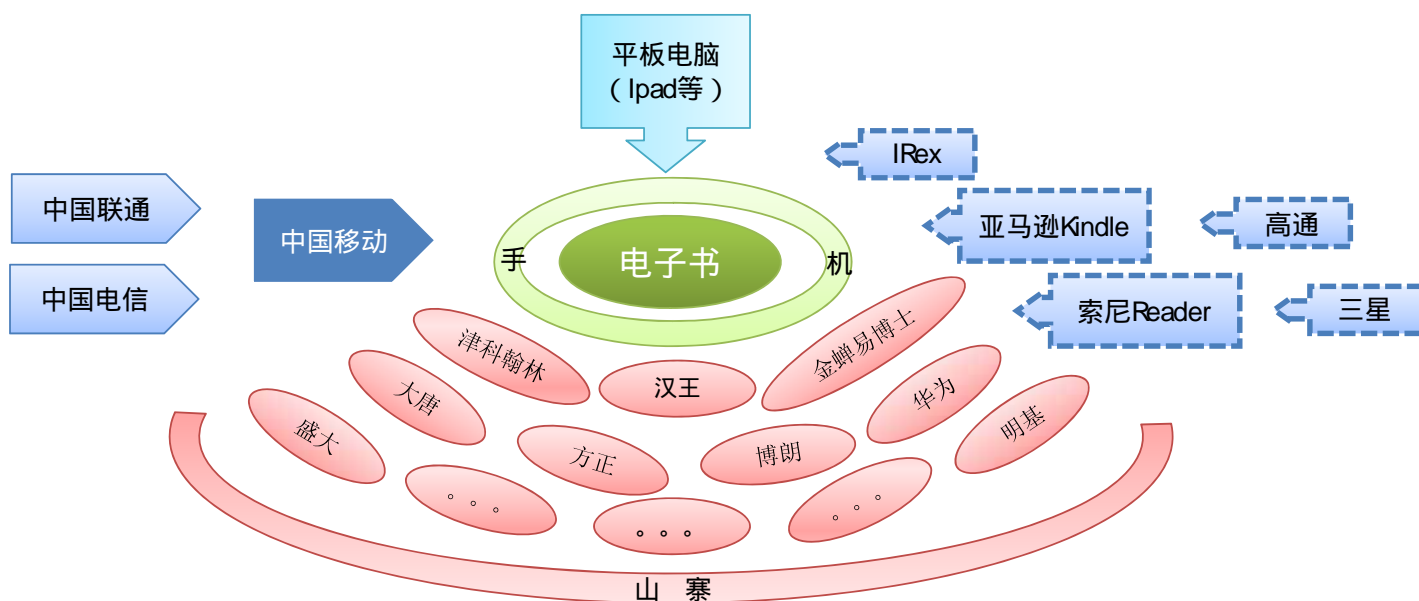 平板电脑
（Ipad等）
IRex
中国联通
中国移动
亚马逊Kindle
高通
手
机
电子书
中国电信
索尼Reader
三星
津科翰林
汉王
金蝉易博士
大唐
华为
盛大
方正
博朗
明基
。。。
。。。
。。。
山 寨